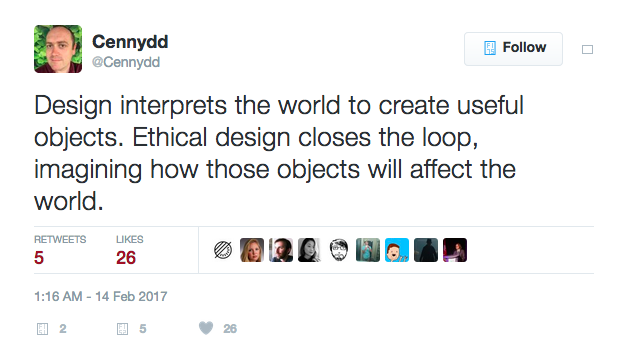 Cennydd
@Cennydd
Follow
Design interprets the world to create useful
objects. Ethical design closes the loop,
imagining how those objects will affect the
world.
RETWEETS LIKES
5 26
1:16 AM - 14 Feb 2017
2 5 26